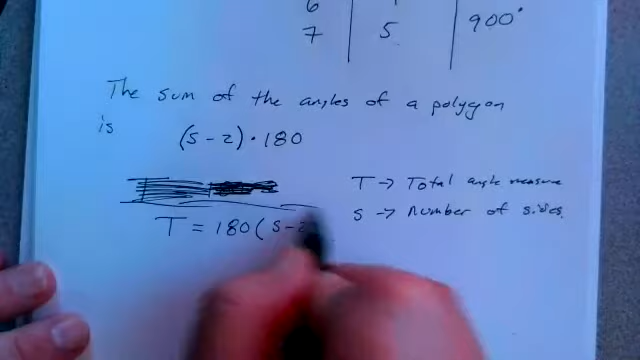 6
7 5 900°
The sum of the angles of a polygon
is
(s-2)·180
T → Total angle measure
s → Number of sides.
T = 180(s-2